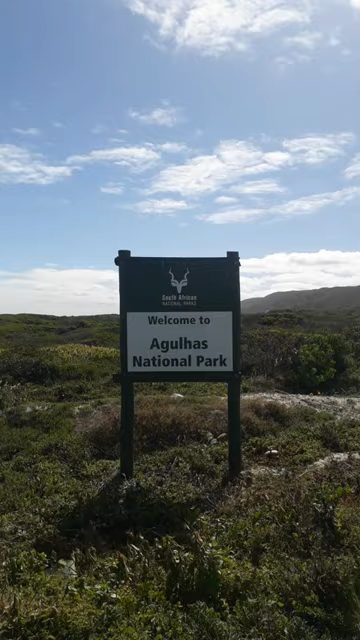 South African
NATIONAL PARKS
Welcome to
Agulhas
National Park